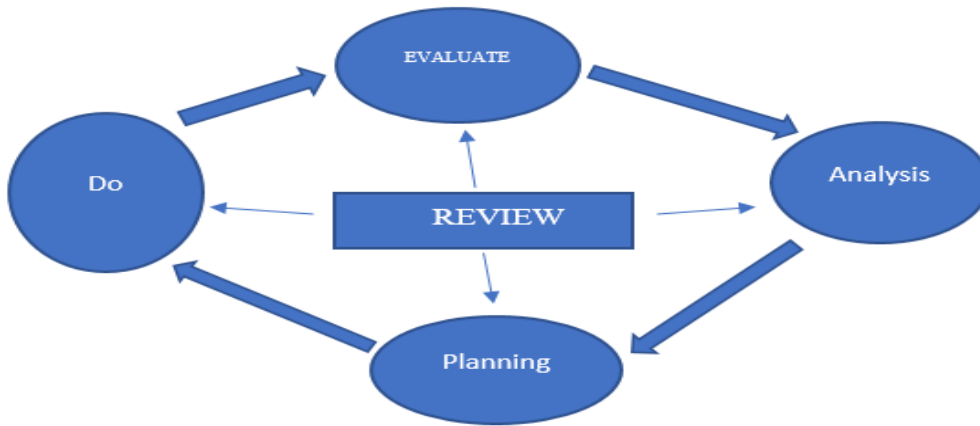 EVALUATE
Do
Analysis
REVIEW
Planning